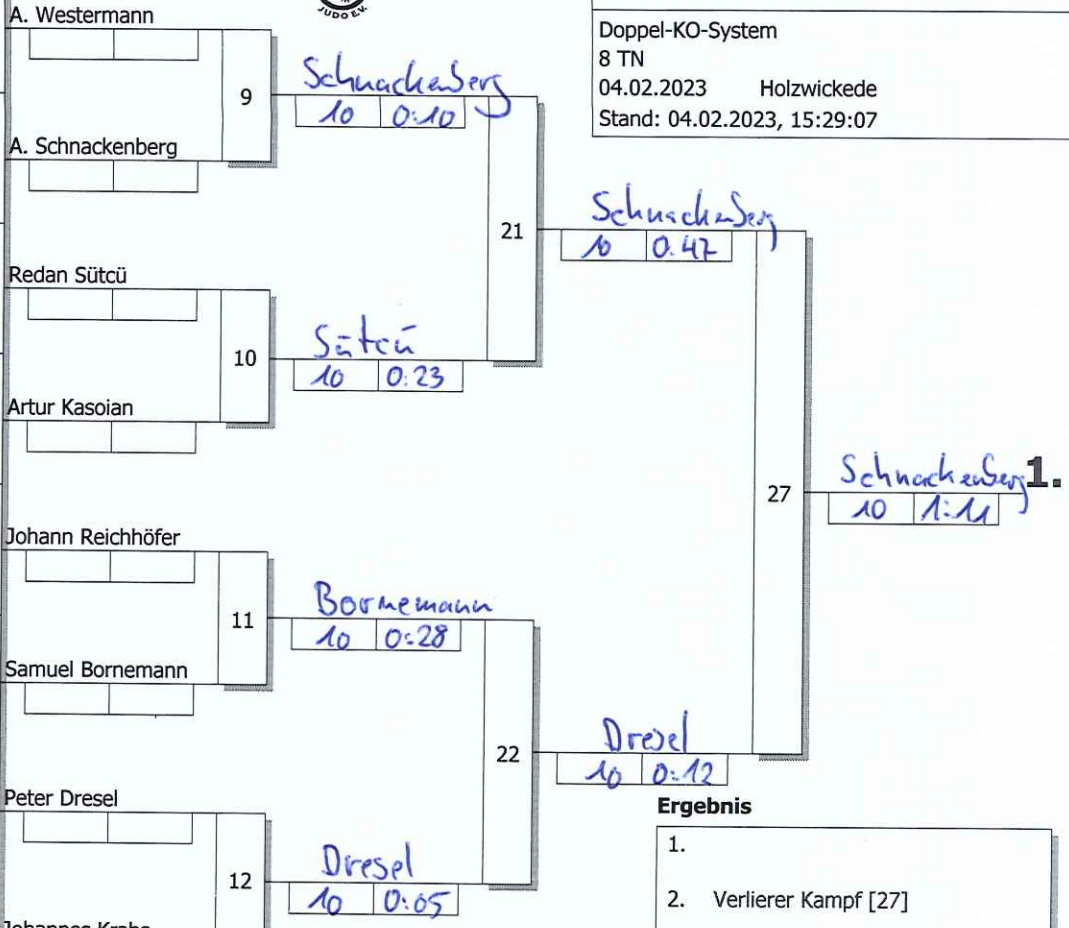 JUDO E.V.
Doppel-KO-System
8 TN
04.02.2023 Holzwickede
Stand: 04.02.2023, 15:29:07
A. Westermann
9
Schnackenberg
10 0:10
A. Schnackenberg
21
Schnackenberg
10 0.47
Redan Sütcü
10
Sütcü
10 0:23
Artur Kasoian
27
Schnackenberg 1.
10 1:11
Johann Reichhöfer
11
Bornemann
10 0:28
Samuel Bornemann
22
Dresel
10 0:12
Peter Dresel
12
Dresel
10 0:05
Ergebnis
1.
2. Verlierer Kampf [27]